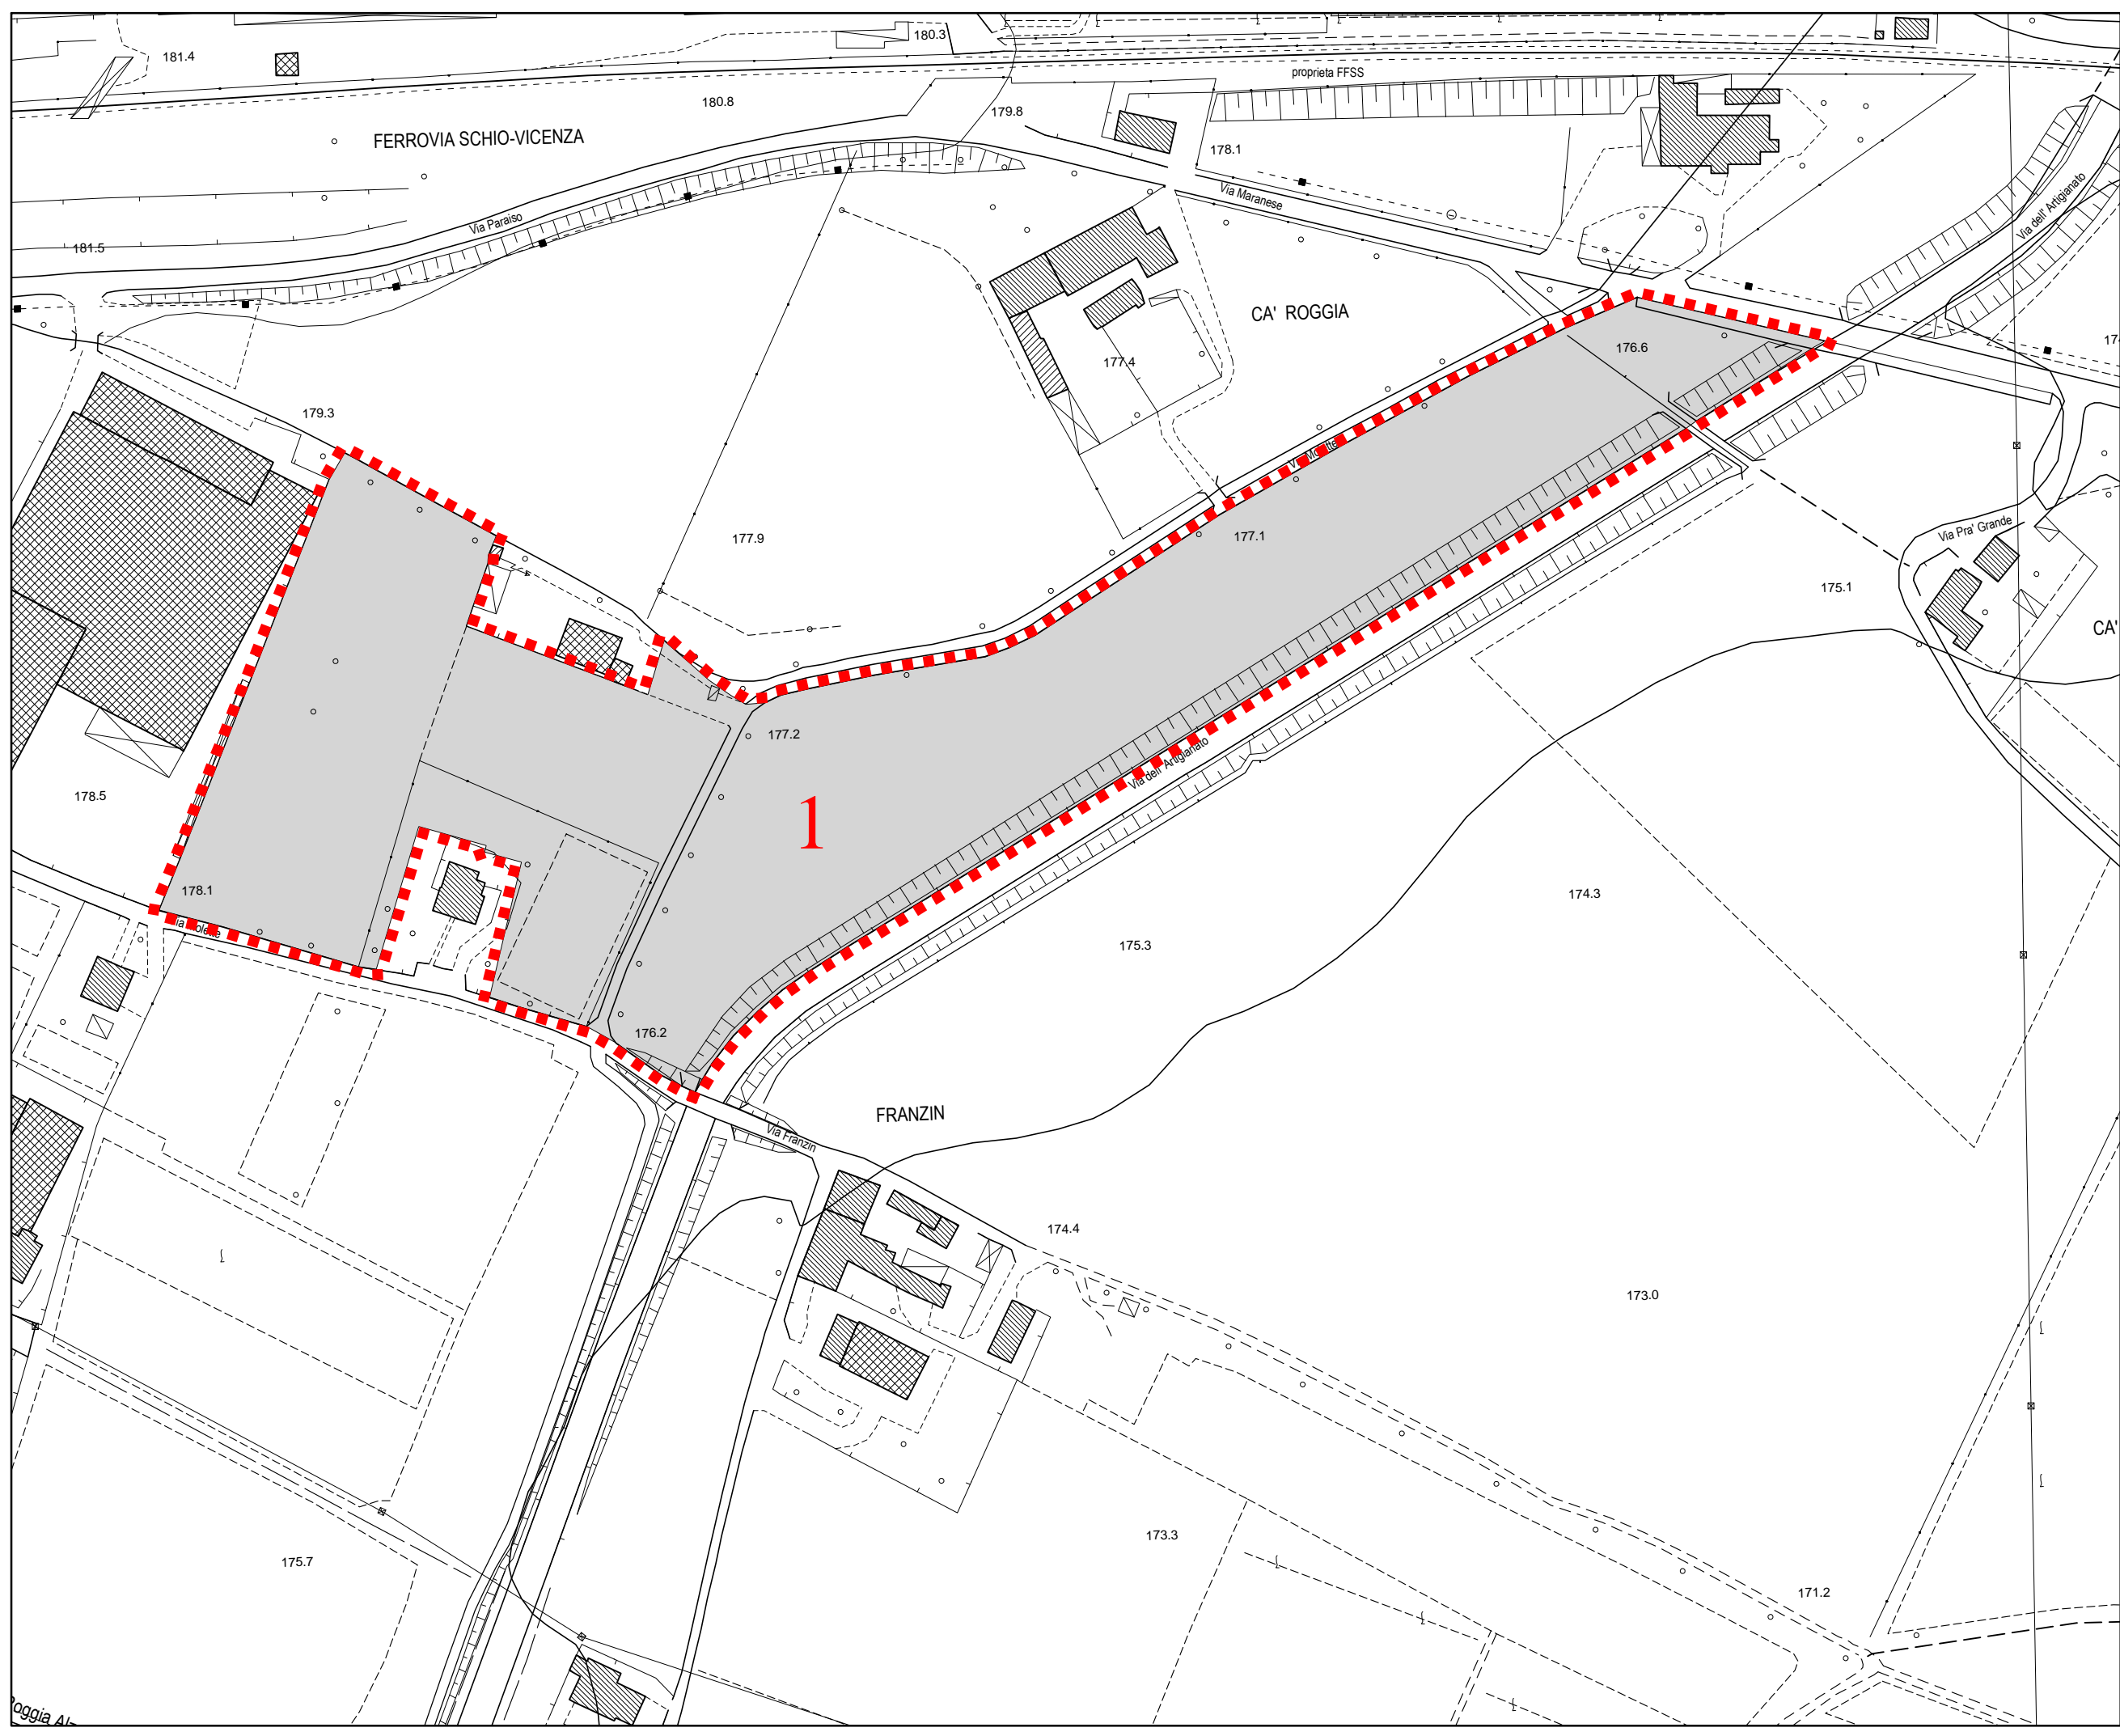 180.3
181.4
proprieta FFSS
180.8
179.8
FERROVIA SCHIO-VICENZA
178.1
Via Maranese
Via dell' Artigianato
Via Paraiso
181.5
CA' ROGGIA
176.6
177.4
179.3
177.9
177.1
Via Pra' Grande
175.1
CA'
177.2
Via dell' Artigianato
178.5
1
178.1
174.3
175.3
176.2
FRANZIN
Via Franzin
174.4
173.0
173.3
175.7
171.2